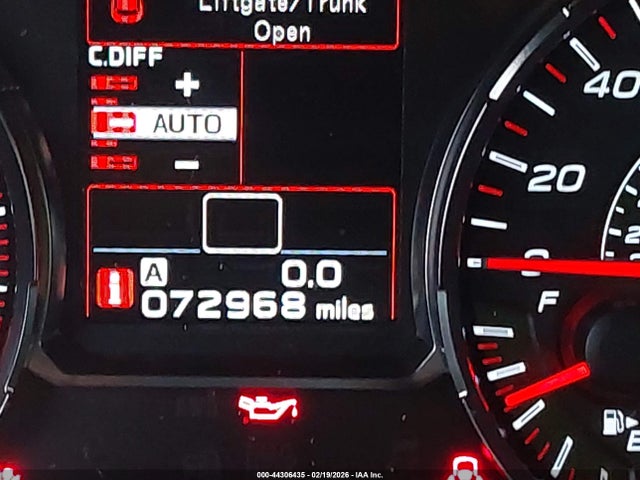 Liftgate/Trunk
Open
C.DIFF
+
AUTO
-
40
20
0
F
A 0.0
i 072968 miles
E
000-44306435 - 02/19/2026 - IAA Inc.